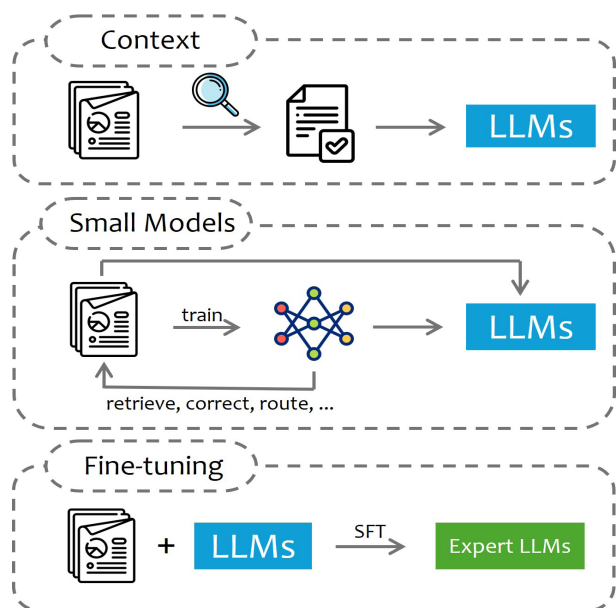 Context
LLMs
Small Models
train
LLMs
retrieve, correct, route, ...
Fine-tuning
+
LLMs
SFT
Expert LLMs